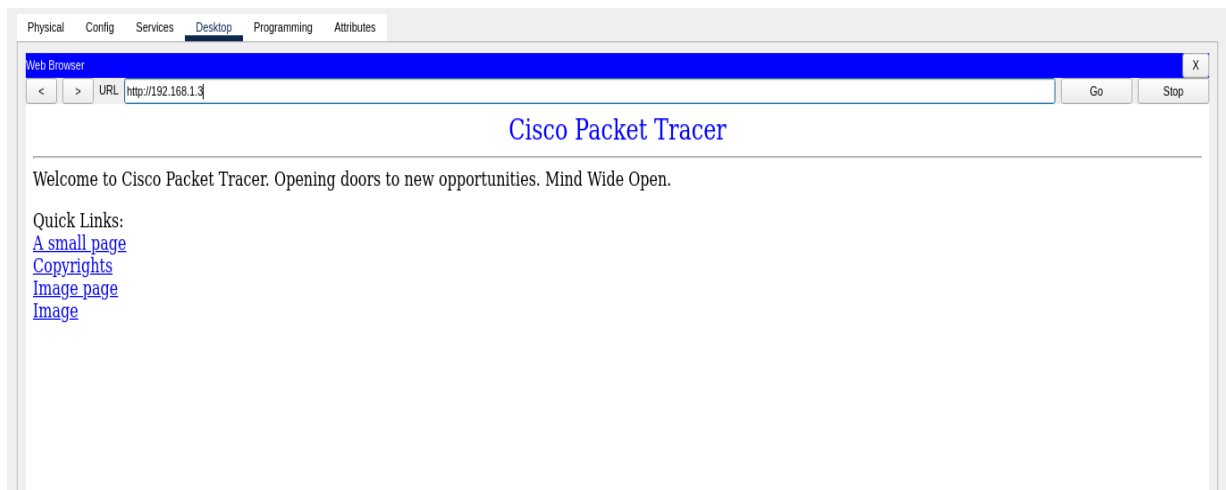 Physical Config Services Desktop Programming Attributes
Web Browser X
< > URL http://192.168.1.3 Go Stop
Cisco Packet Tracer
Welcome to Cisco Packet Tracer. Opening doors to new opportunities. Mind Wide Open.
Quick Links:
A small page
Copyrights
Image page
Image